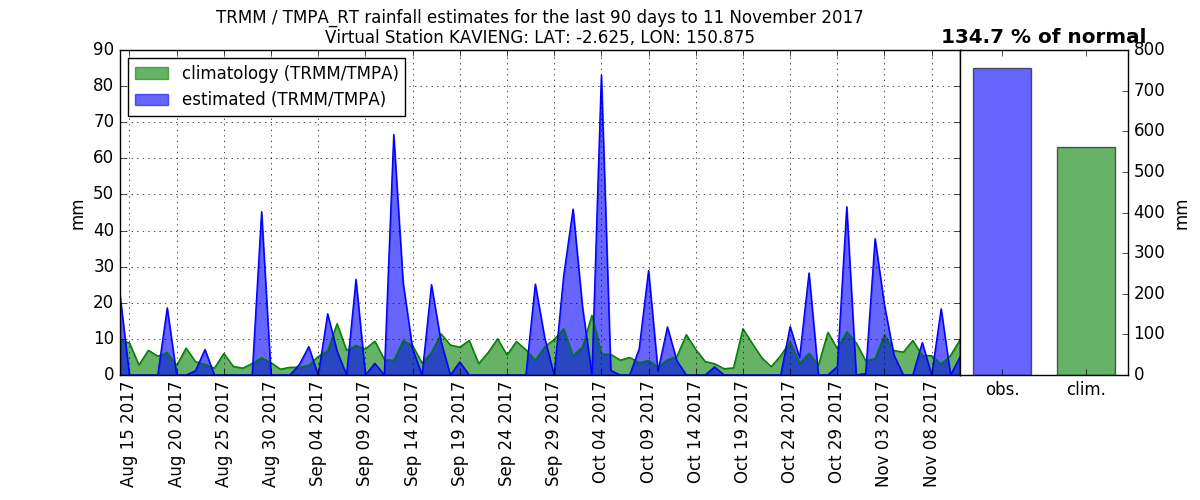 TRMM / TMPA_RT rainfall estimates for the last 90 days to 11 November 2017
Virtual Station KAVIENG: LAT: -2.625, LON: 150.875
134.7 % of normal
climatology (TRMM/TMPA)
estimated (TRMM/TMPA)
90
80
70
60
50
40
30
20
10
0
mm
Aug 15 2017
Aug 20 2017
Aug 25 2017
Aug 30 2017
Sep 04 2017
Sep 09 2017
Sep 14 2017
Sep 19 2017
Sep 24 2017
Sep 29 2017
Oct 04 2017
Oct 09 2017
Oct 14 2017
Oct 19 2017
Oct 24 2017
Oct 29 2017
Nov 03 2017
Nov 08 2017
800
700
600
500
400
300
200
100
0
mm
obs.
clim.